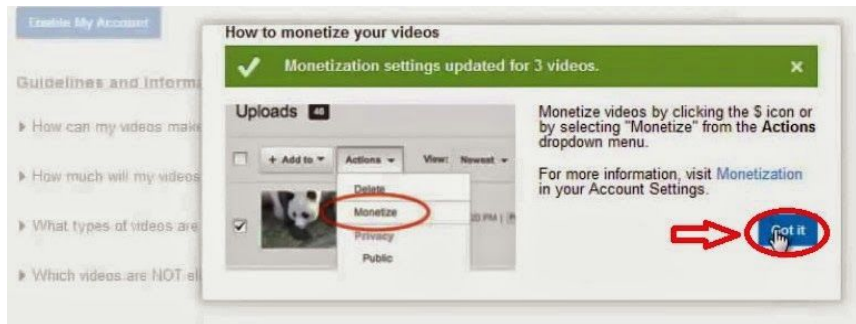 Enable My Account
How to monetize your videos
Monetization settings updated for 3 videos.
Guidelines and Informa
How can my videos make
How much will my videos
What types of videos are
Which videos are NOT eli
Uploads 46
+ Add to
Actions
View: Newest
Delete
Monetize
Privacy
Public
Monetize videos by clicking the $ icon or
by selecting "Monetize" from the Actions
dropdown menu.
For more information, visit Monetization
in your Account Settings.
Got it